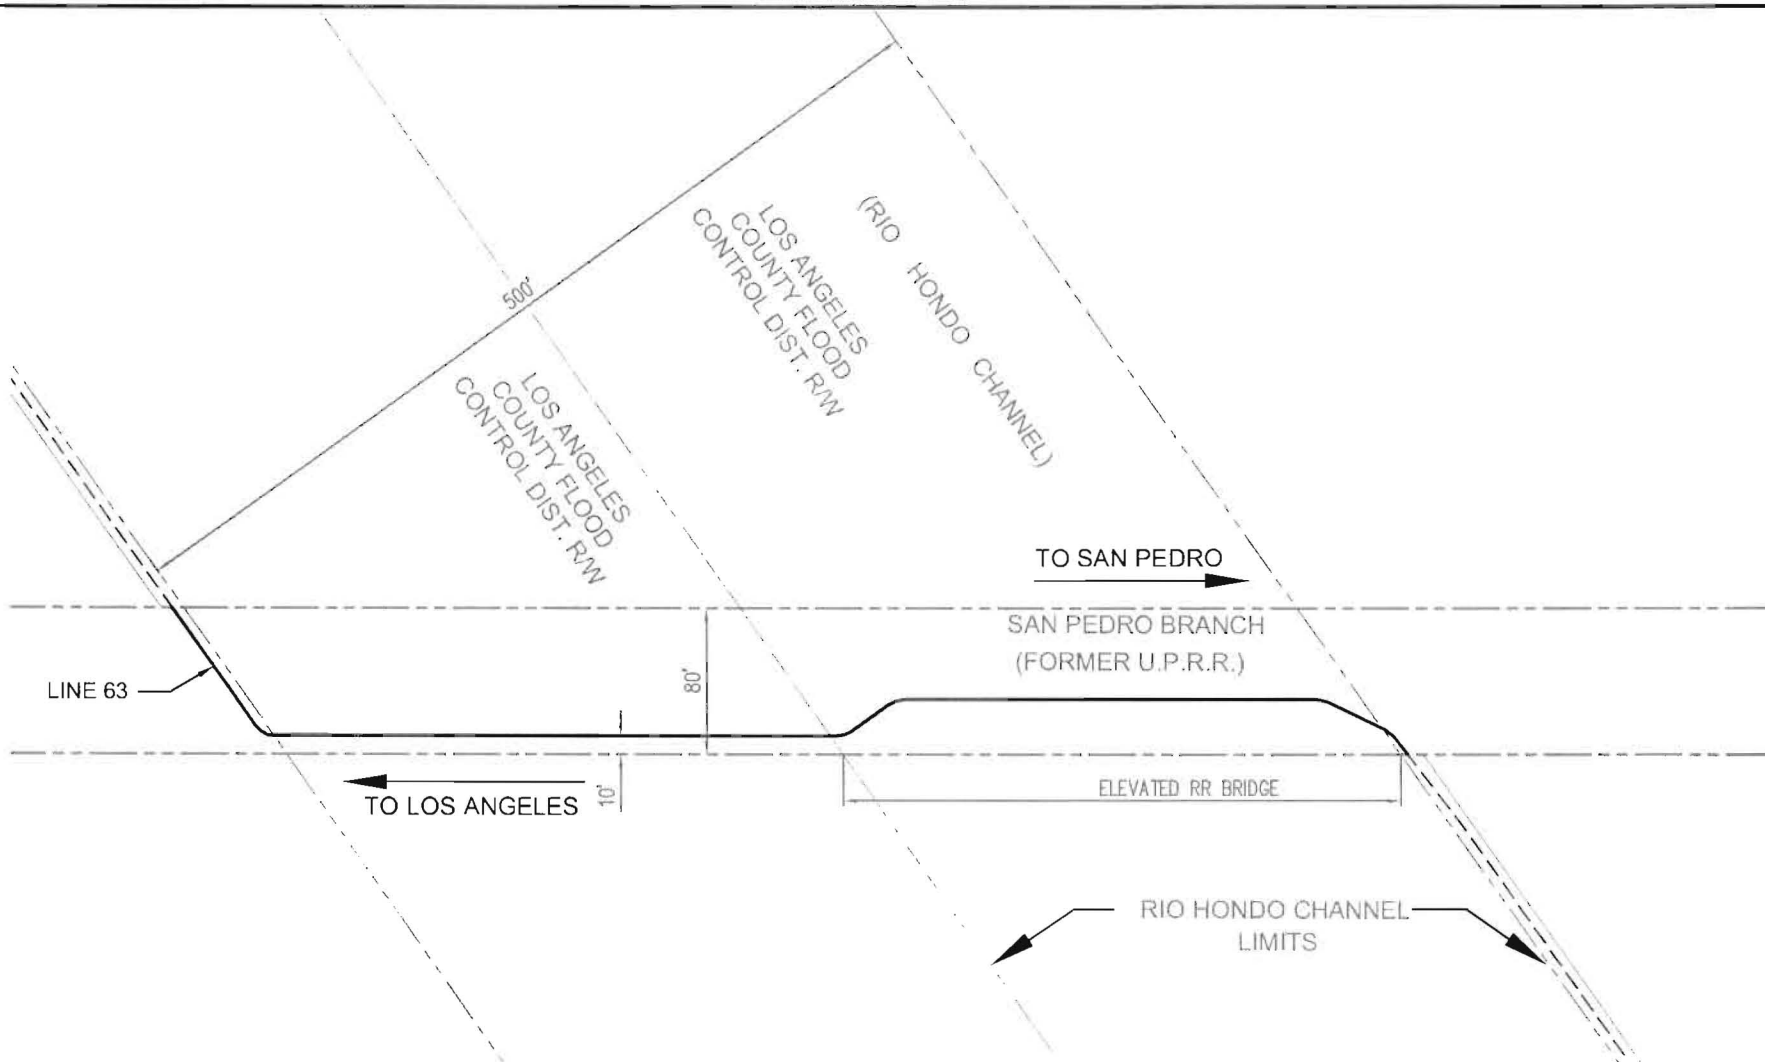 500'
LOS ANGELES
COUNTY FLOOD
CONTROL DIST. R/W
(RIO HONDO CHANNEL)
LOS ANGELES
COUNTY FLOOD
CONTROL DIST. R/W
TO SAN PEDRO
SAN PEDRO BRANCH
(FORMER U.P.R.R.)
80'
LINE 63
TO LOS ANGELES
10'
ELEVATED RR BRIDGE
RIO HONDO CHANNEL
LIMITS